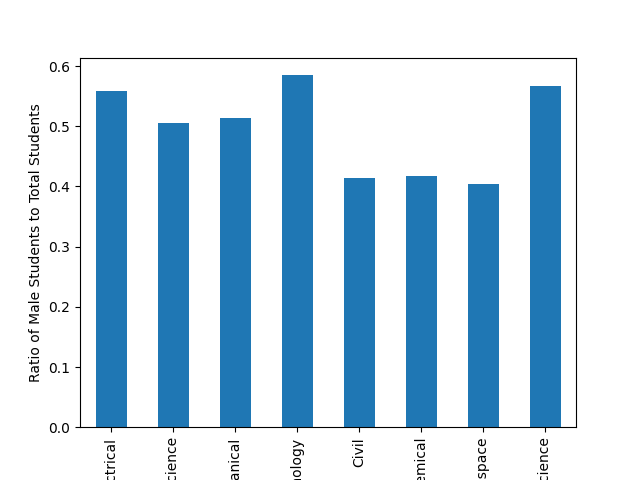 Ratio of Male Students to Total Students
0.6
0.5
0.4
0.3
0.2
0.1
0.0
ctrical
cience
anical
nology
Civil
emical
space
cience